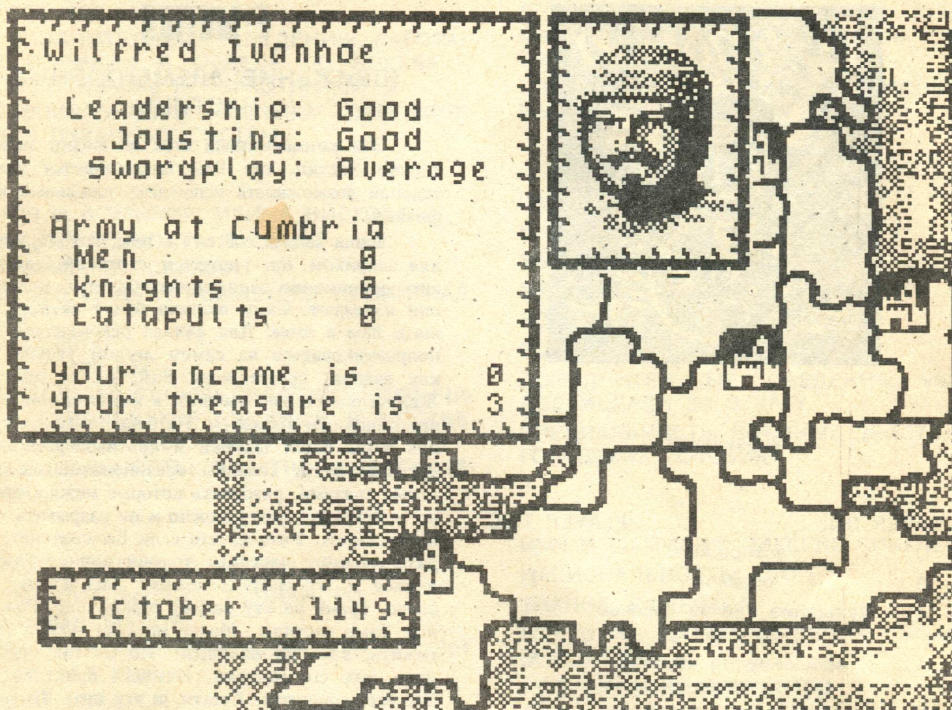 Wilfred Ivanhoe
Leadership: Good
Jousting: Good
Swordplay: Average
Army at Cumbria
Men 0
Knights 0
Catapults 0
Your income is 0
Your treasure is 3
October 1149